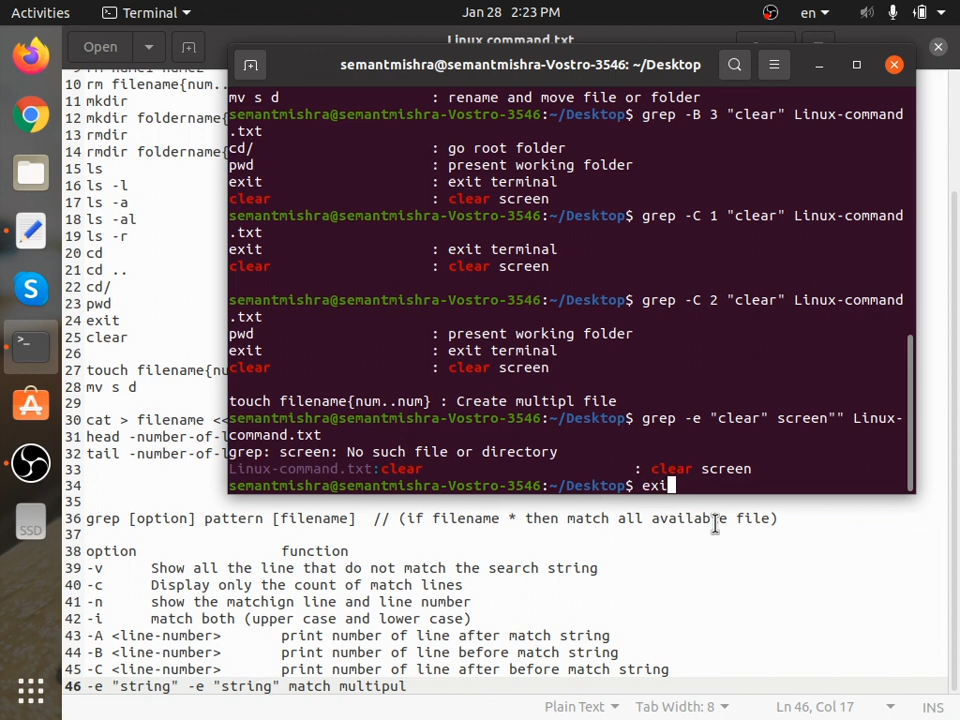 Activities
Terminal
Jan 28 2:23 PM
en
Open
Linux command.txt
semantmishra@semantmishra-Vostro-3546: ~/Desktop
mv s d : rename and move file or folder
semantmishra@semantmishra-Vostro-3546:~/Desktop$ grep -B 3 "clear" Linux-command
.txt
cd/ : go root folder
pwd : present working folder
exit : exit terminal
clear : clear screen
semantmishra@semantmishra-Vostro-3546:~/Desktop$ grep -C 1 "clear" Linux-command
.txt
exit : exit terminal
clear : clear screen
semantmishra@semantmishra-Vostro-3546:~/Desktop$ grep -C 2 "clear" Linux-command
.txt
pwd : present working folder
exit : exit terminal
clear : clear screen
touch filename{num..num} : Create multipl file
semantmishra@semantmishra-Vostro-3546:~/Desktop$ grep -e "clear" screen"" Linux-
command.txt
grep: screen: No such file or directory
Linux-command.txt:clear : clear screen
semantmishra@semantmishra-Vostro-3546:~/Desktop$ exi
10 rm filename{num..
11 mkdir
12 mkdir foldername{
13 rmdir
14 rmdir foldername{
15 ls
16 ls -l
17 ls -a
18 ls -al
19 ls -r
20 cd
21 cd ..
22 cd/
23 pwd
24 exit
25 clear
26
27 touch filename{nu
28 mv s d
29
30 cat > filename <<
31 head -number-of-l
32 tail -number-of-l
33
34
35
36 grep [option] pattern [filename] // (if filename * then match all available file)
37
38 option function
39 -v Show all the line that do not match the search string
40 -c Display only the count of match lines
41 -n show the matchign line and line number
42 -i match both (upper case and lower case)
43 -A <line-number> print number of line after match string
44 -B <line-number> print number of line before match string
45 -C <line-number> print number of line after before match string
46 -e "string" -e "string" match multipul
SSD
Plain Text
Tab Width: 8
Ln 46, Col 17
INS